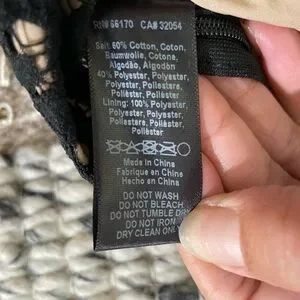 RN# 66170 CA# 32054
60% Cotton, Coton,
Baumwolle, Cotone,
Algodão, Algodón
40% Polyester, Polyester,
Polyester, Poliestere,
Poliéster, Poliéster
Lining: 100% Polyester,
Polyester, Polyester,
Poliestere, Poliéster,
Poliéster
Made in China
Fabriqué en Chine
Hecho en China
DO NOT WASH
DO NOT BLEACH
DO NOT TUMBLE DRY
DO NOT IRON
DRY CLEAN ONLY